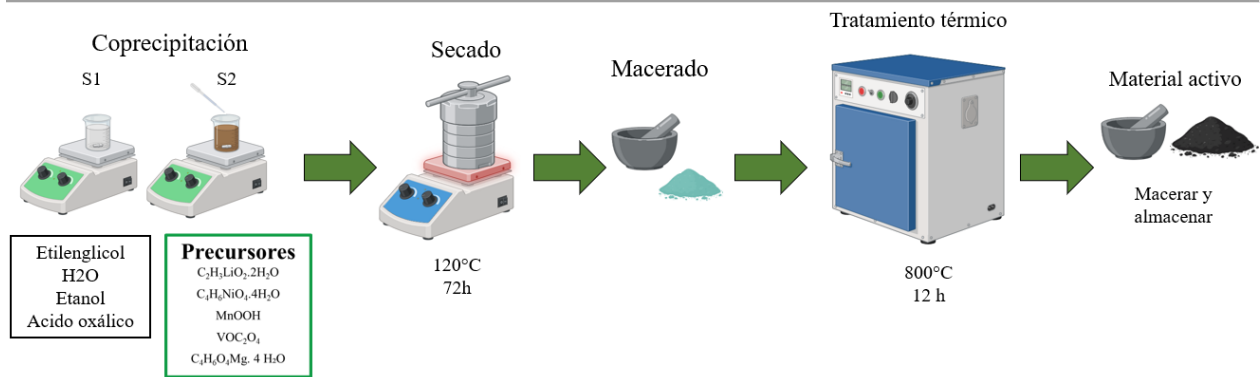 Coprecipitación
S1
S2
Etilenglicol
H2O
Etanol
Acido oxálico
Precursores
C₂H₃LiO₂.2H₂O
C₄H₆NiO₄.4H₂O
MnOOH
VOC₂O₄
C₄H₆O₄Mg. 4 H₂O
Secado
120°C
72h
Macerado
Tratamiento térmico
800°C
12 h
Material activo
Macerar y
almacenar